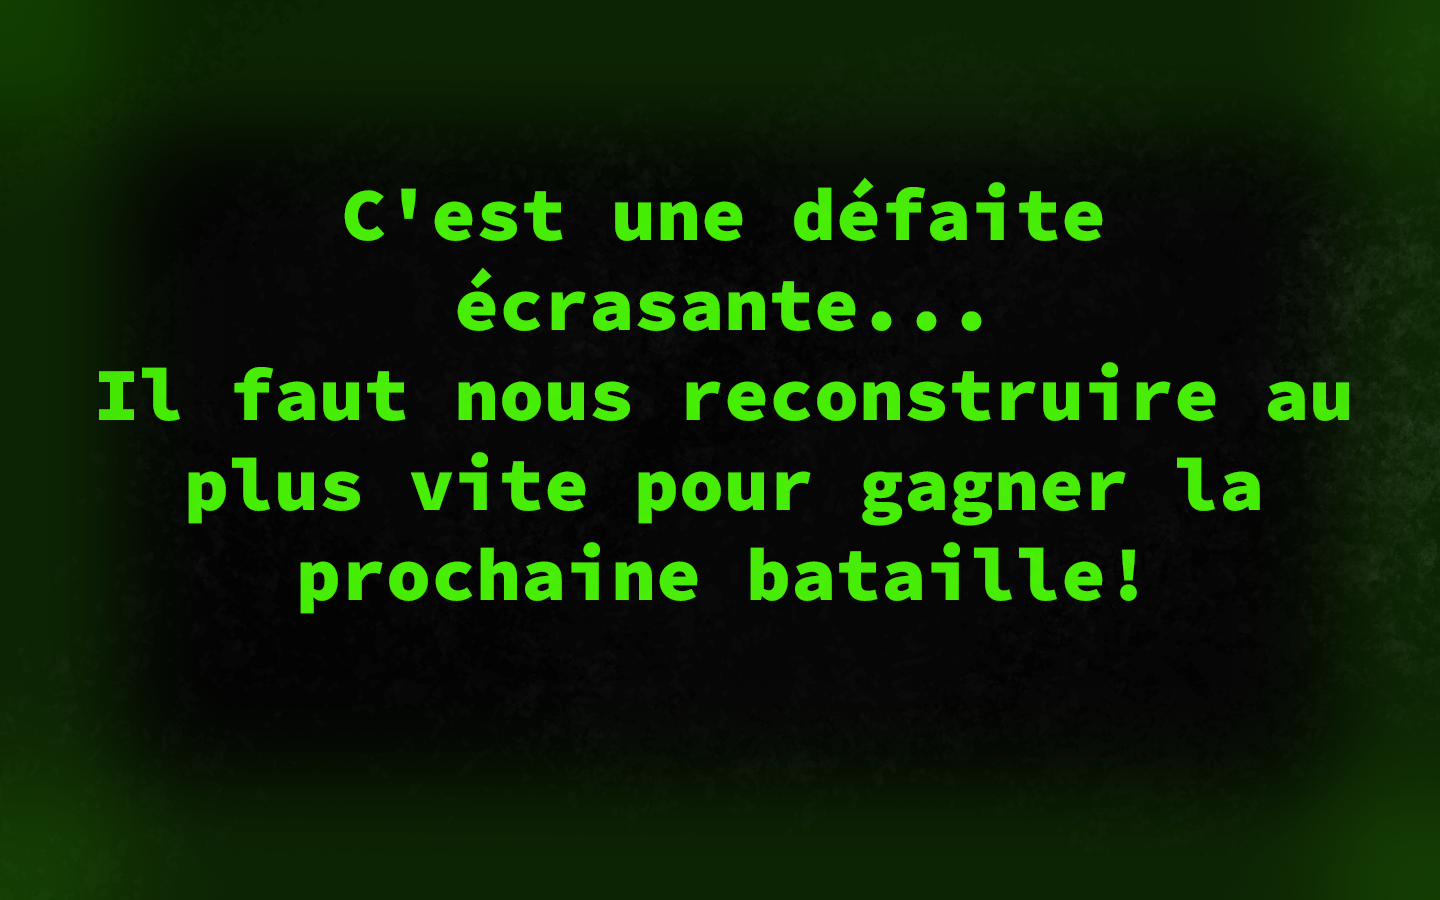 C'est une défaite
écrasante...
Il faut nous reconstruire au
plus vite pour gagner la
prochaine bataille!